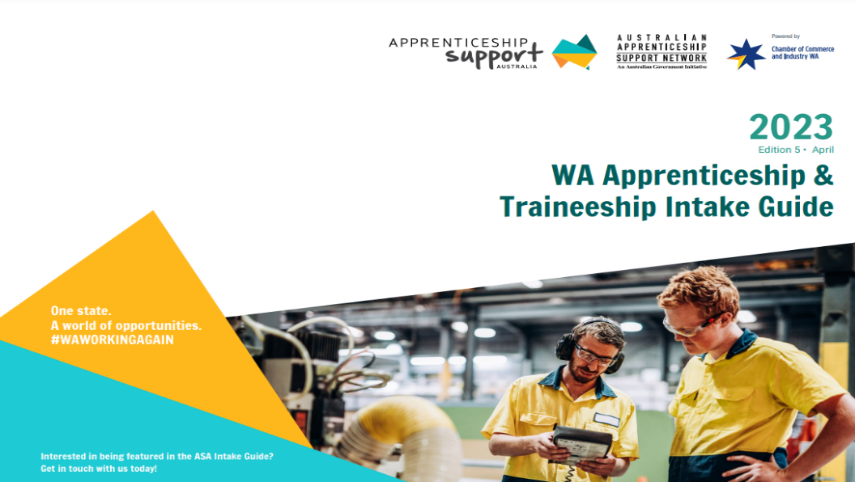 APPRENTICESHIP
support
AUSTRALIA
AUSTRALIAN
APPRENTICESHIP
SUPPORT NETWORK
An Australian Government Initiative
Powered by
Chamber of Commerce
and Industry WA
2023
Edition 5 • April
WA Apprenticeship &
Traineeship Intake Guide
One state.
A world of opportunities.
#WAWORKINGAGAIN
Interested in being featured in the ASA Intake Guide?
Get in touch with us today!